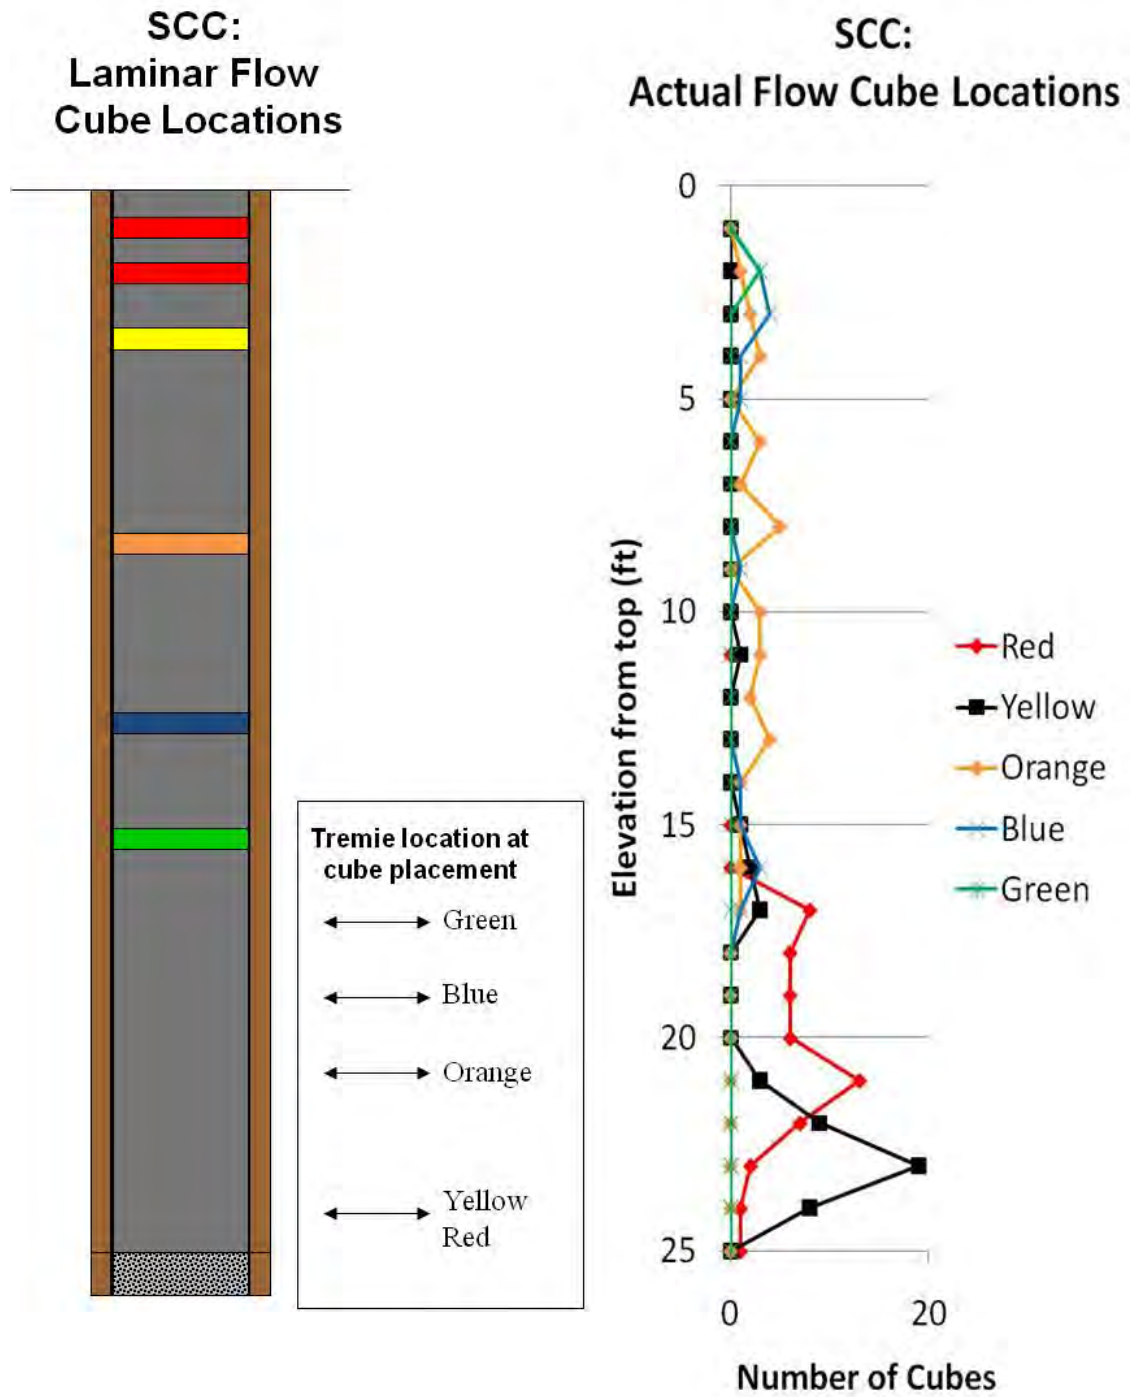 SCC:
Laminar Flow
Cube Locations
Tremie location at
cube placement
Green
Blue
Orange
Yellow
Red
SCC:
Actual Flow Cube Locations
Elevation from top (ft)
0
5
10
15
20
25
0 20
Number of Cubes
Red
Yellow
Orange
Blue
Green